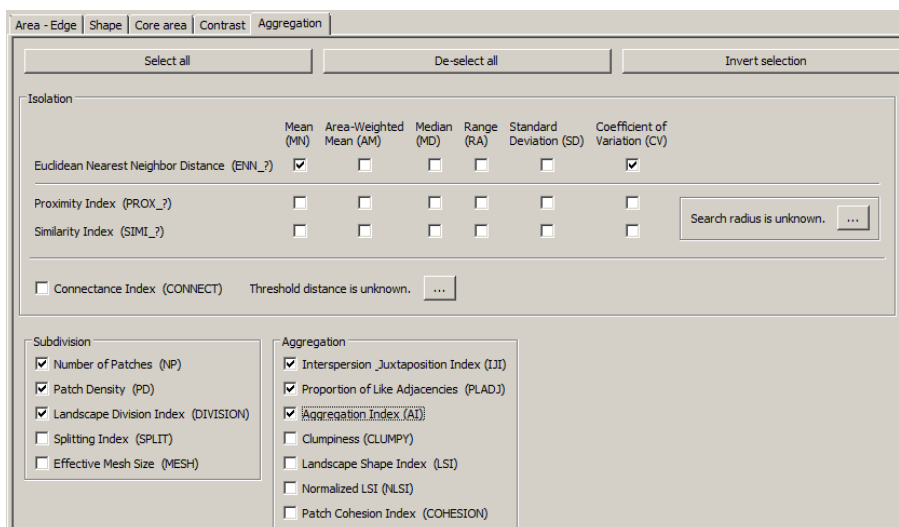 Area - Edge Shape Core area Contrast Aggregation
Select all De-select all Invert selection
Isolation
Mean Area-Weighted Median Range Standard Coefficient of
(MN) Mean (AM) (MD) (RA) Deviation (SD) Variation (CV)
Euclidean Nearest Neighbor Distance (ENN_?)
Proximity Index (PROX_?)
Search radius is unknown. ...
Similarity Index (SIMI_?)
Connectance Index (CONNECT) Threshold distance is unknown. ...
Subdivision
Number of Patches (NP)
Patch Density (PD)
Landscape Division Index (DIVISION)
Splitting Index (SPLIT)
Effective Mesh Size (MESH)
Aggregation
Interspersion _Juxtaposition Index (IJI)
Proportion of Like Adjacencies (PLADJ)
Aggregation Index (AI)
Clumpiness (CLUMPY)
Landscape Shape Index (LSI)
Normalized LSI (NLSI)
Patch Cohesion Index (COHESION)